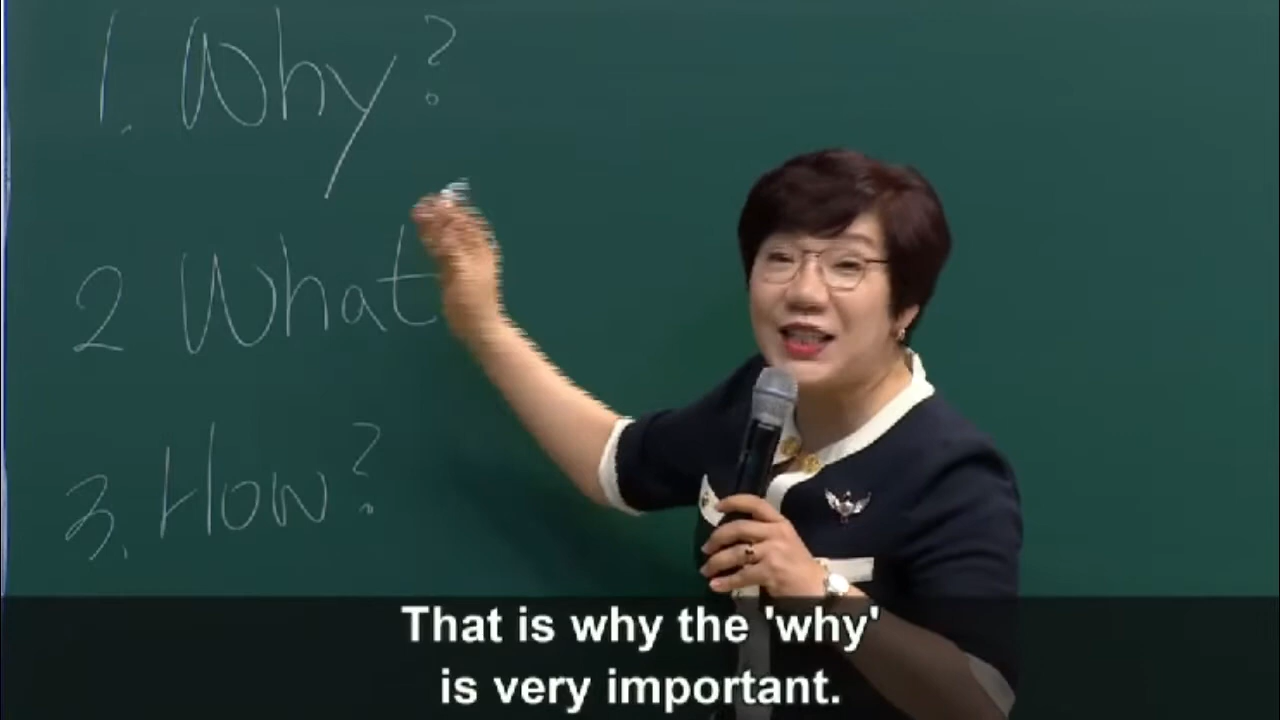 1. Why?
2 What
3. How?
That is why the 'why'
is very important.